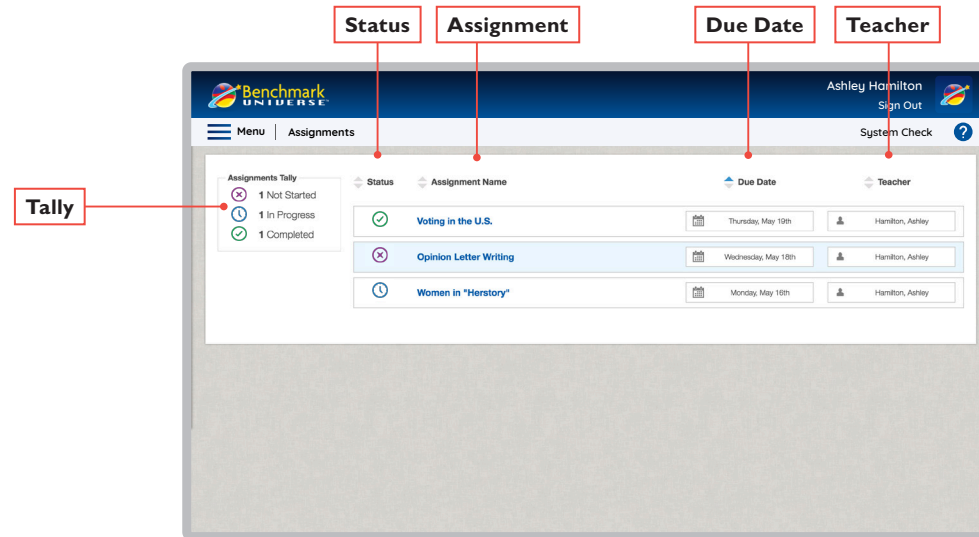 Status
Assignment
Due Date
Teacher
Benchmark
UNIVERSE
Ashley Hamilton
Sign Out
Menu
Assignments
System Check
?
Tally
Assignments Tally
1 Not Started
1 In Progress
1 Completed
Status
Assignment Name
Due Date
Teacher
Voting in the U.S.
Thursday, May 19th
Hamilton, Ashley
Opinion Letter Writing
Wednesday, May 18th
Hamilton, Ashley
Women in "Herstory"
Monday, May 16th
Hamilton, Ashley